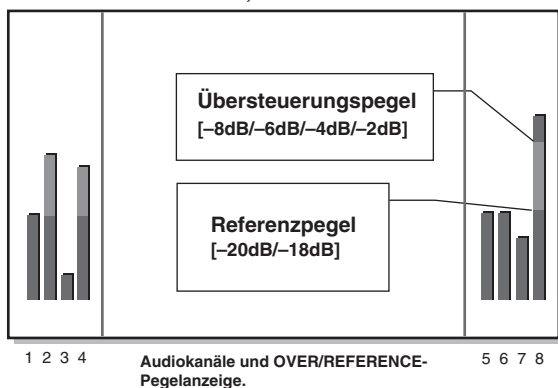 Übersteuerungspegel
[–8dB/–6dB/–4dB/–2dB]
Referenzpegel
[–20dB/–18dB]
1 2 3 4
5 6 7 8
Audiokanäle und OVER/REFERENCE-
Pegelanzeige.